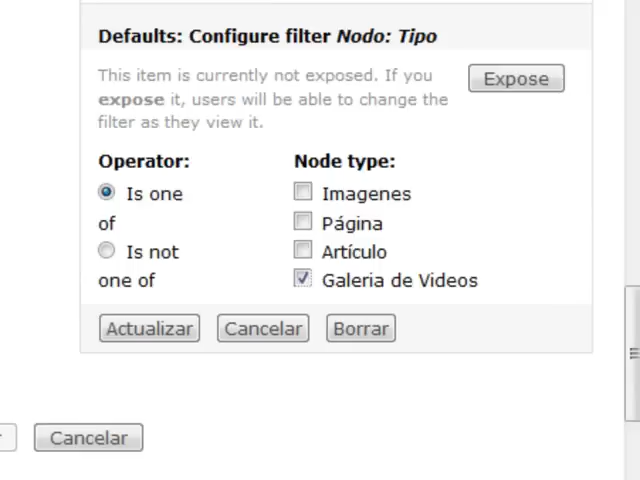 Defaults: Configure filter Nodo: Tipo
This item is currently not exposed. If you
expose it, users will be able to change the
filter as they view it.
Expose
Operator:
Is one
of
Is not
one of
Node type:
Imagenes
Página
Artículo
Galeria de Videos
Actualizar Cancelar Borrar
Cancelar